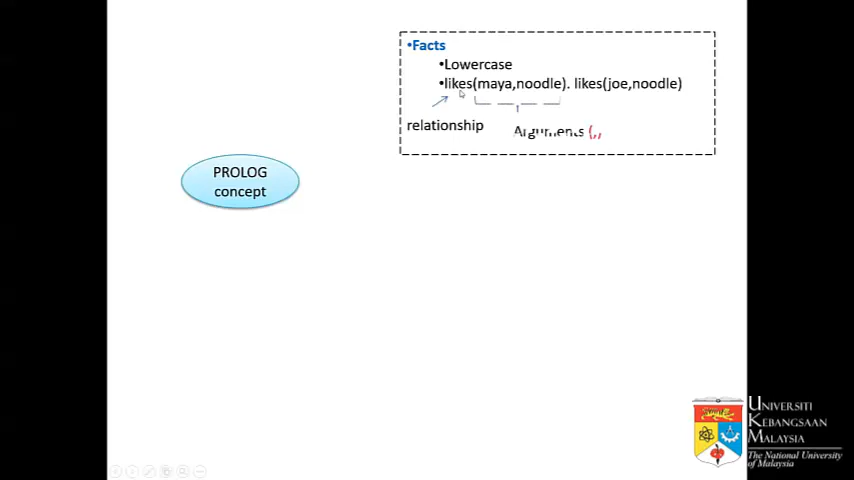 •Facts
•Lowercase
•likes(maya,noodle). likes(joe,noodle)
relationship
Arguments (,,
PROLOG
concept
UNIVERSITI
KEBANGSAAN
MALAYSIA
The National University
of Malaysia